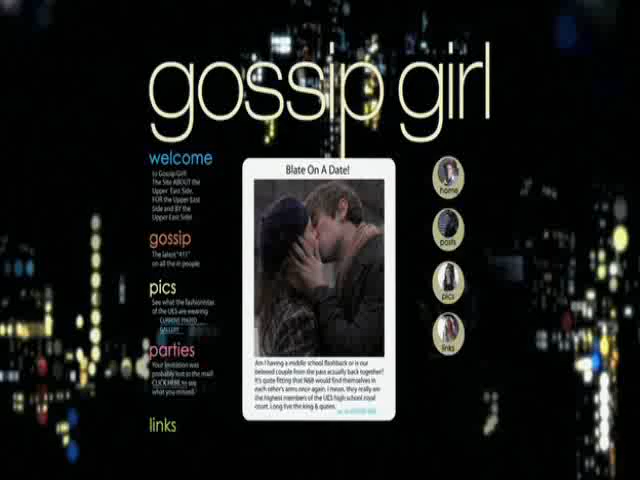 gossip girl
welcome
to Gossip Girl!
The Site ABOUT the
Upper East Side,
FOR the Upper East
Side and BY the
Upper East Side!
gossip
The latest "411"
on all the in people
pics
See what the fashionistas
of the UES are wearing
CURRENT PHOTO
GALLERY
parties
Your invitation was
probably lost in the mail!
CLICK HERE to see
what you missed.
links
Blate On A Date!
Am I having a middle school flashback or is our
beloved couple from the pass actually back together?
It's quite fitting that N&B would find themselves in
each other's arms once again. I mean, they really are
the highest members of the UES high school royal
court. Long live the king & queen.
home
posts
pics
links